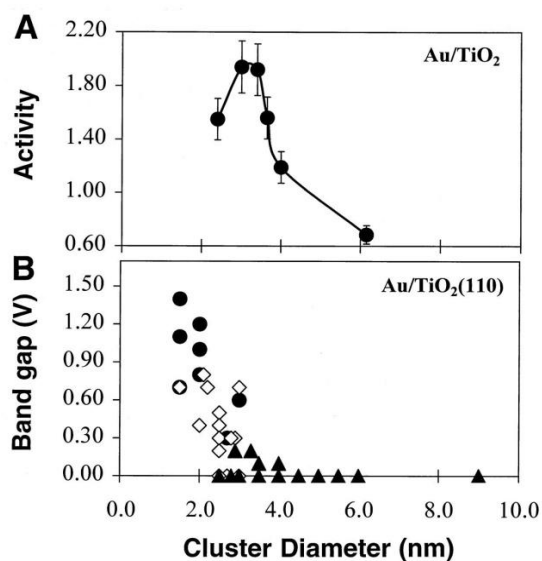 A
2.20
Au/TiO₂
1.80
1.40
1.00
0.60
Activity
B
1.50
Au/TiO₂(110)
1.20
0.90
0.60
0.30
0.00
Band gap (V)
0.0 2.0 4.0 6.0 8.0 10.0
Cluster Diameter (nm)